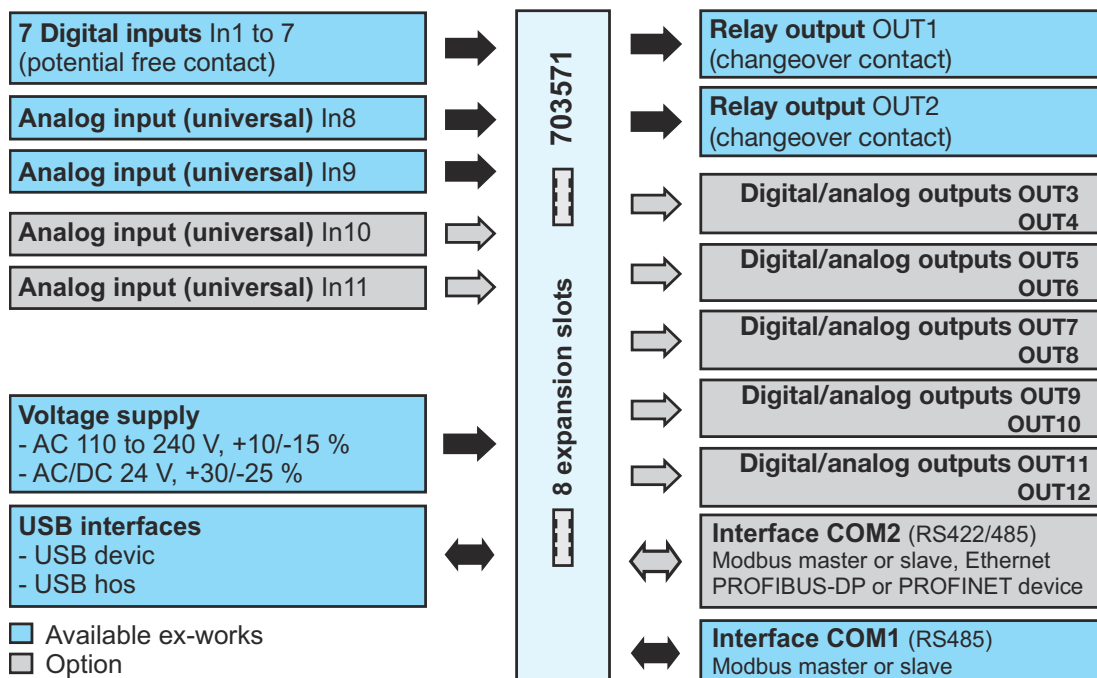 7 Digital inputs In1 to 7
(potential free contact)
Analog input (universal) In8
Analog input (universal) In9
Analog input (universal) In10
Analog input (universal) In11
Voltage supply
- AC 110 to 240 V, +10/-15 %
- AC/DC 24 V, +30/-25 %
USB interfaces
- USB devic
- USB hos
Available ex-works
Option
8 expansion slots
703571
Relay output OUT1
(changeover contact)
Relay output OUT2
(changeover contact)
Digital/analog outputs OUT3
OUT4
Digital/analog outputs OUT5
OUT6
Digital/analog outputs OUT7
OUT8
Digital/analog outputs OUT9
OUT10
Digital/analog outputs OUT11
OUT12
Interface COM2 (RS422/485)
Modbus master or slave, Ethernet
PROFIBUS-DP or PROFINET device
Interface COM1 (RS485)
Modbus master or slave